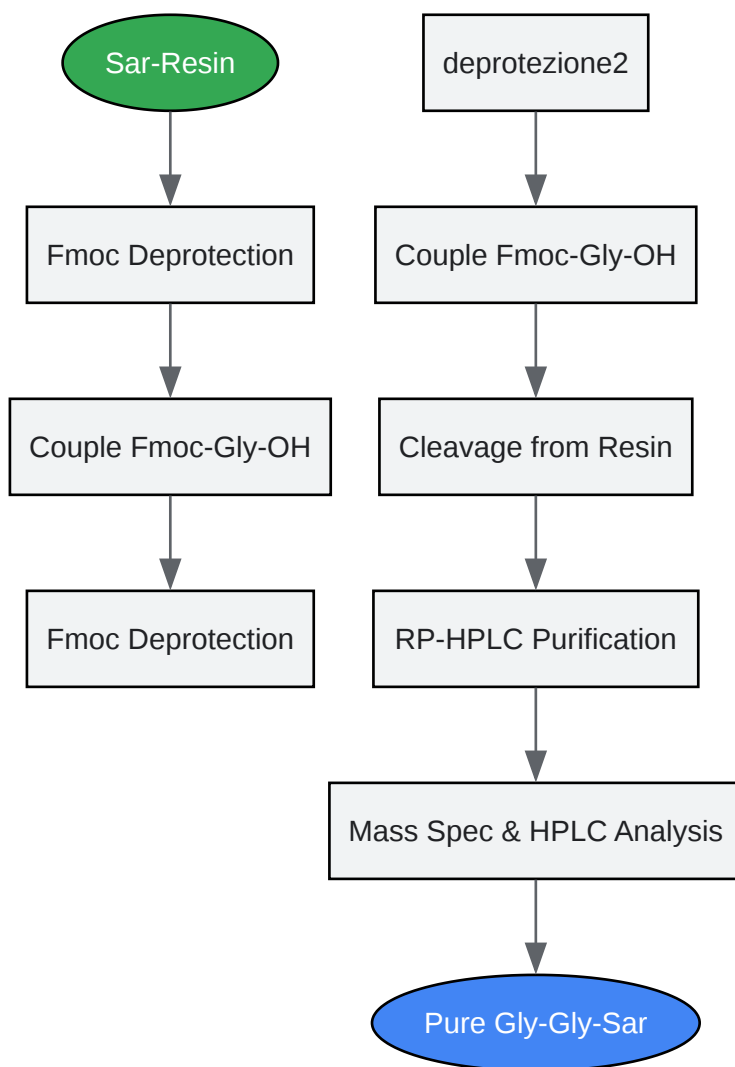 Sar-Resin
Fmoc Deprotection
Couple Fmoc-Gly-OH
Fmoc Deprotection
deprotezione2
Couple Fmoc-Gly-OH
Cleavage from Resin
RP-HPLC Purification
Mass Spec & HPLC Analysis
Pure Gly-Gly-Sar